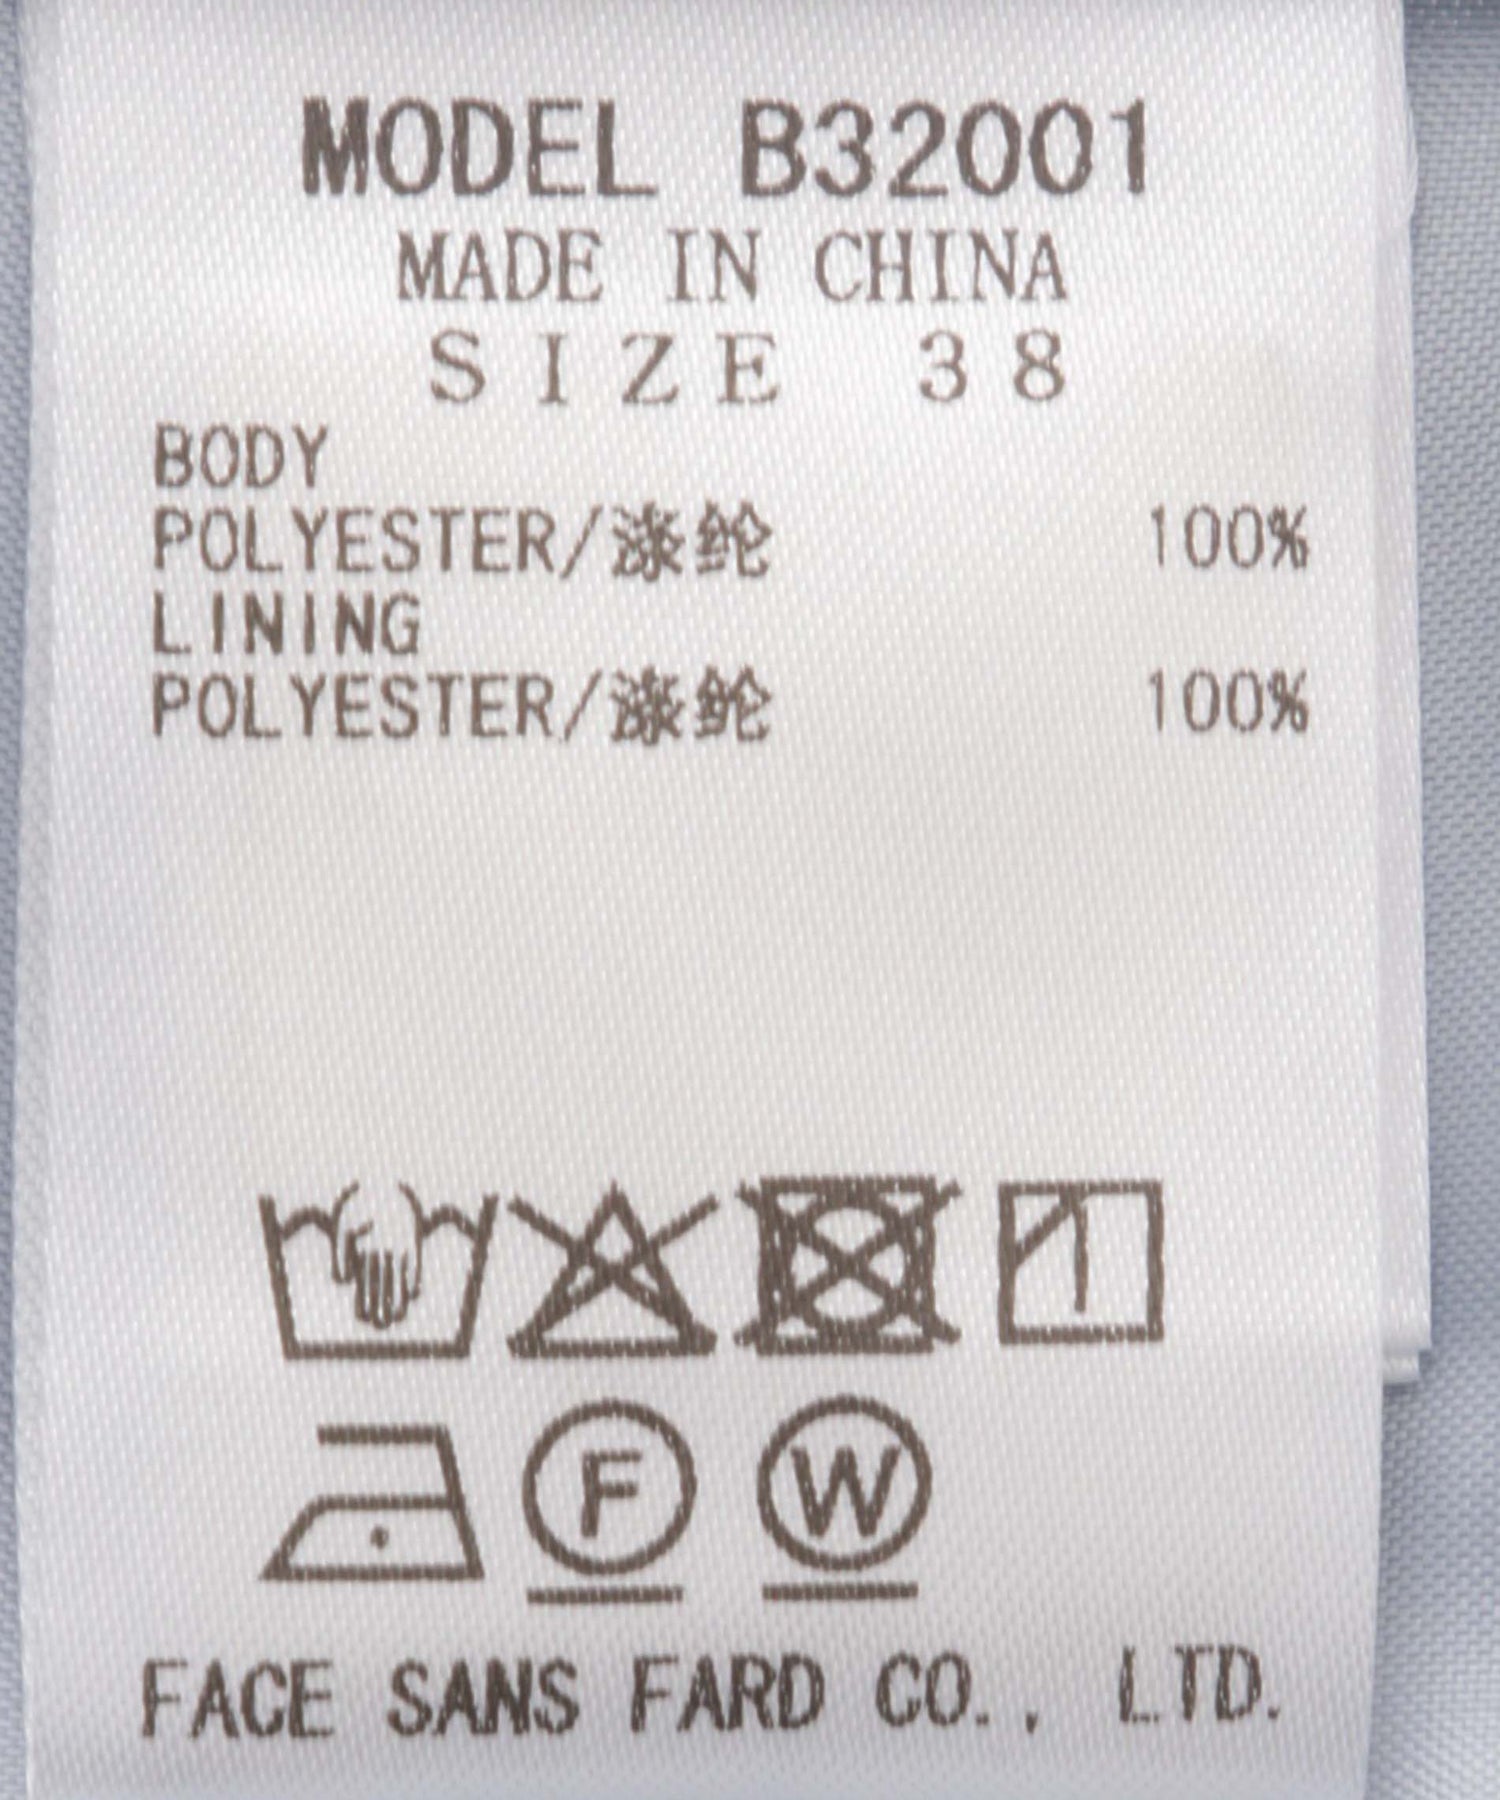 MODEL B32001
MADE IN CHINA
SIZE 38
BODY
POLYESTER/涤纶 100%
LINING
POLYESTER/涤纶 100%
F W
FACE SANS FARD CO., LTD.